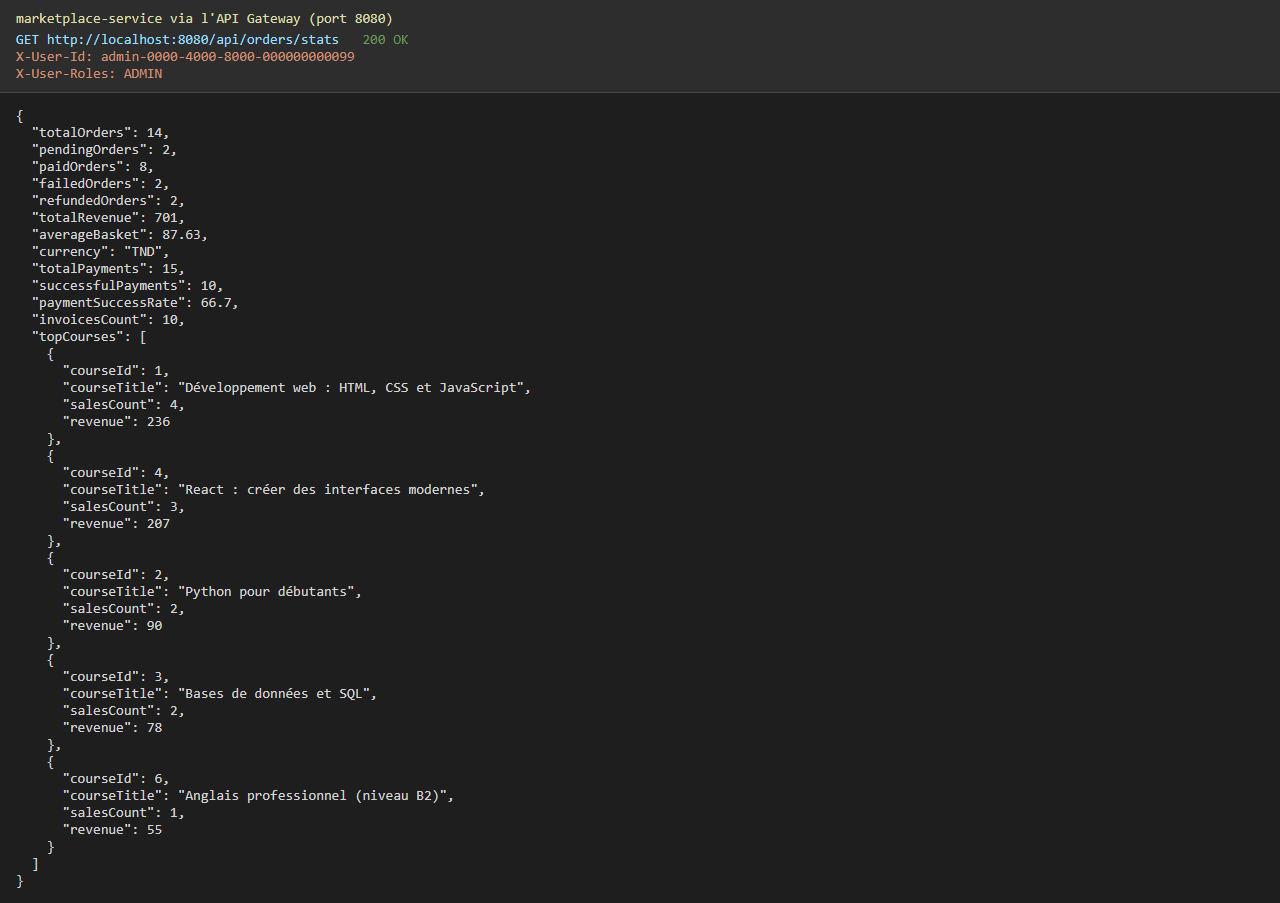 marketplace-service via l'API Gateway (port 8080)
GET http://localhost:8080/api/orders/stats   200 OK
X-User-Id: admin-0000-4000-8000-000000000099
X-User-Roles: ADMIN
{
  "totalOrders": 14,
  "pendingOrders": 2,
  "paidOrders": 8,
  "failedOrders": 2,
  "refundedOrders": 2,
  "totalRevenue": 701,
  "averageBasket": 87.63,
  "currency": "TND",
  "totalPayments": 15,
  "successfulPayments": 10,
  "paymentSuccessRate": 66.7,
  "invoicesCount": 10,
  "topCourses": [
    {
      "courseId": 1,
      "courseTitle": "Développement web : HTML, CSS et JavaScript",
      "salesCount": 4,
      "revenue": 236
    },
    {
      "courseId": 4,
      "courseTitle": "React : créer des interfaces modernes",
      "salesCount": 3,
      "revenue": 207
    },
    {
      "courseId": 2,
      "courseTitle": "Python pour débutants",
      "salesCount": 2,
      "revenue": 90
    },
    {
      "courseId": 3,
      "courseTitle": "Bases de données et SQL",
      "salesCount": 2,
      "revenue": 78
    },
    {
      "courseId": 6,
      "courseTitle": "Anglais professionnel (niveau B2)",
      "salesCount": 1,
      "revenue": 55
    }
  ]
}